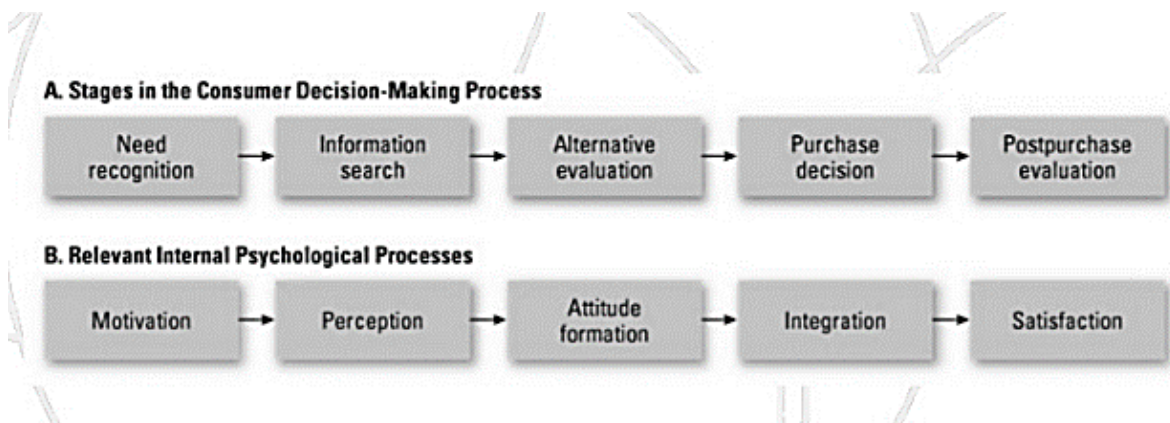 A. Stages in the Consumer Decision-Making Process
Need
recognition
Information
search
Alternative
evaluation
Purchase
decision
Postpurchase
evaluation
B. Relevant Internal Psychological Processes
Motivation
Perception
Attitude
formation
Integration
Satisfaction